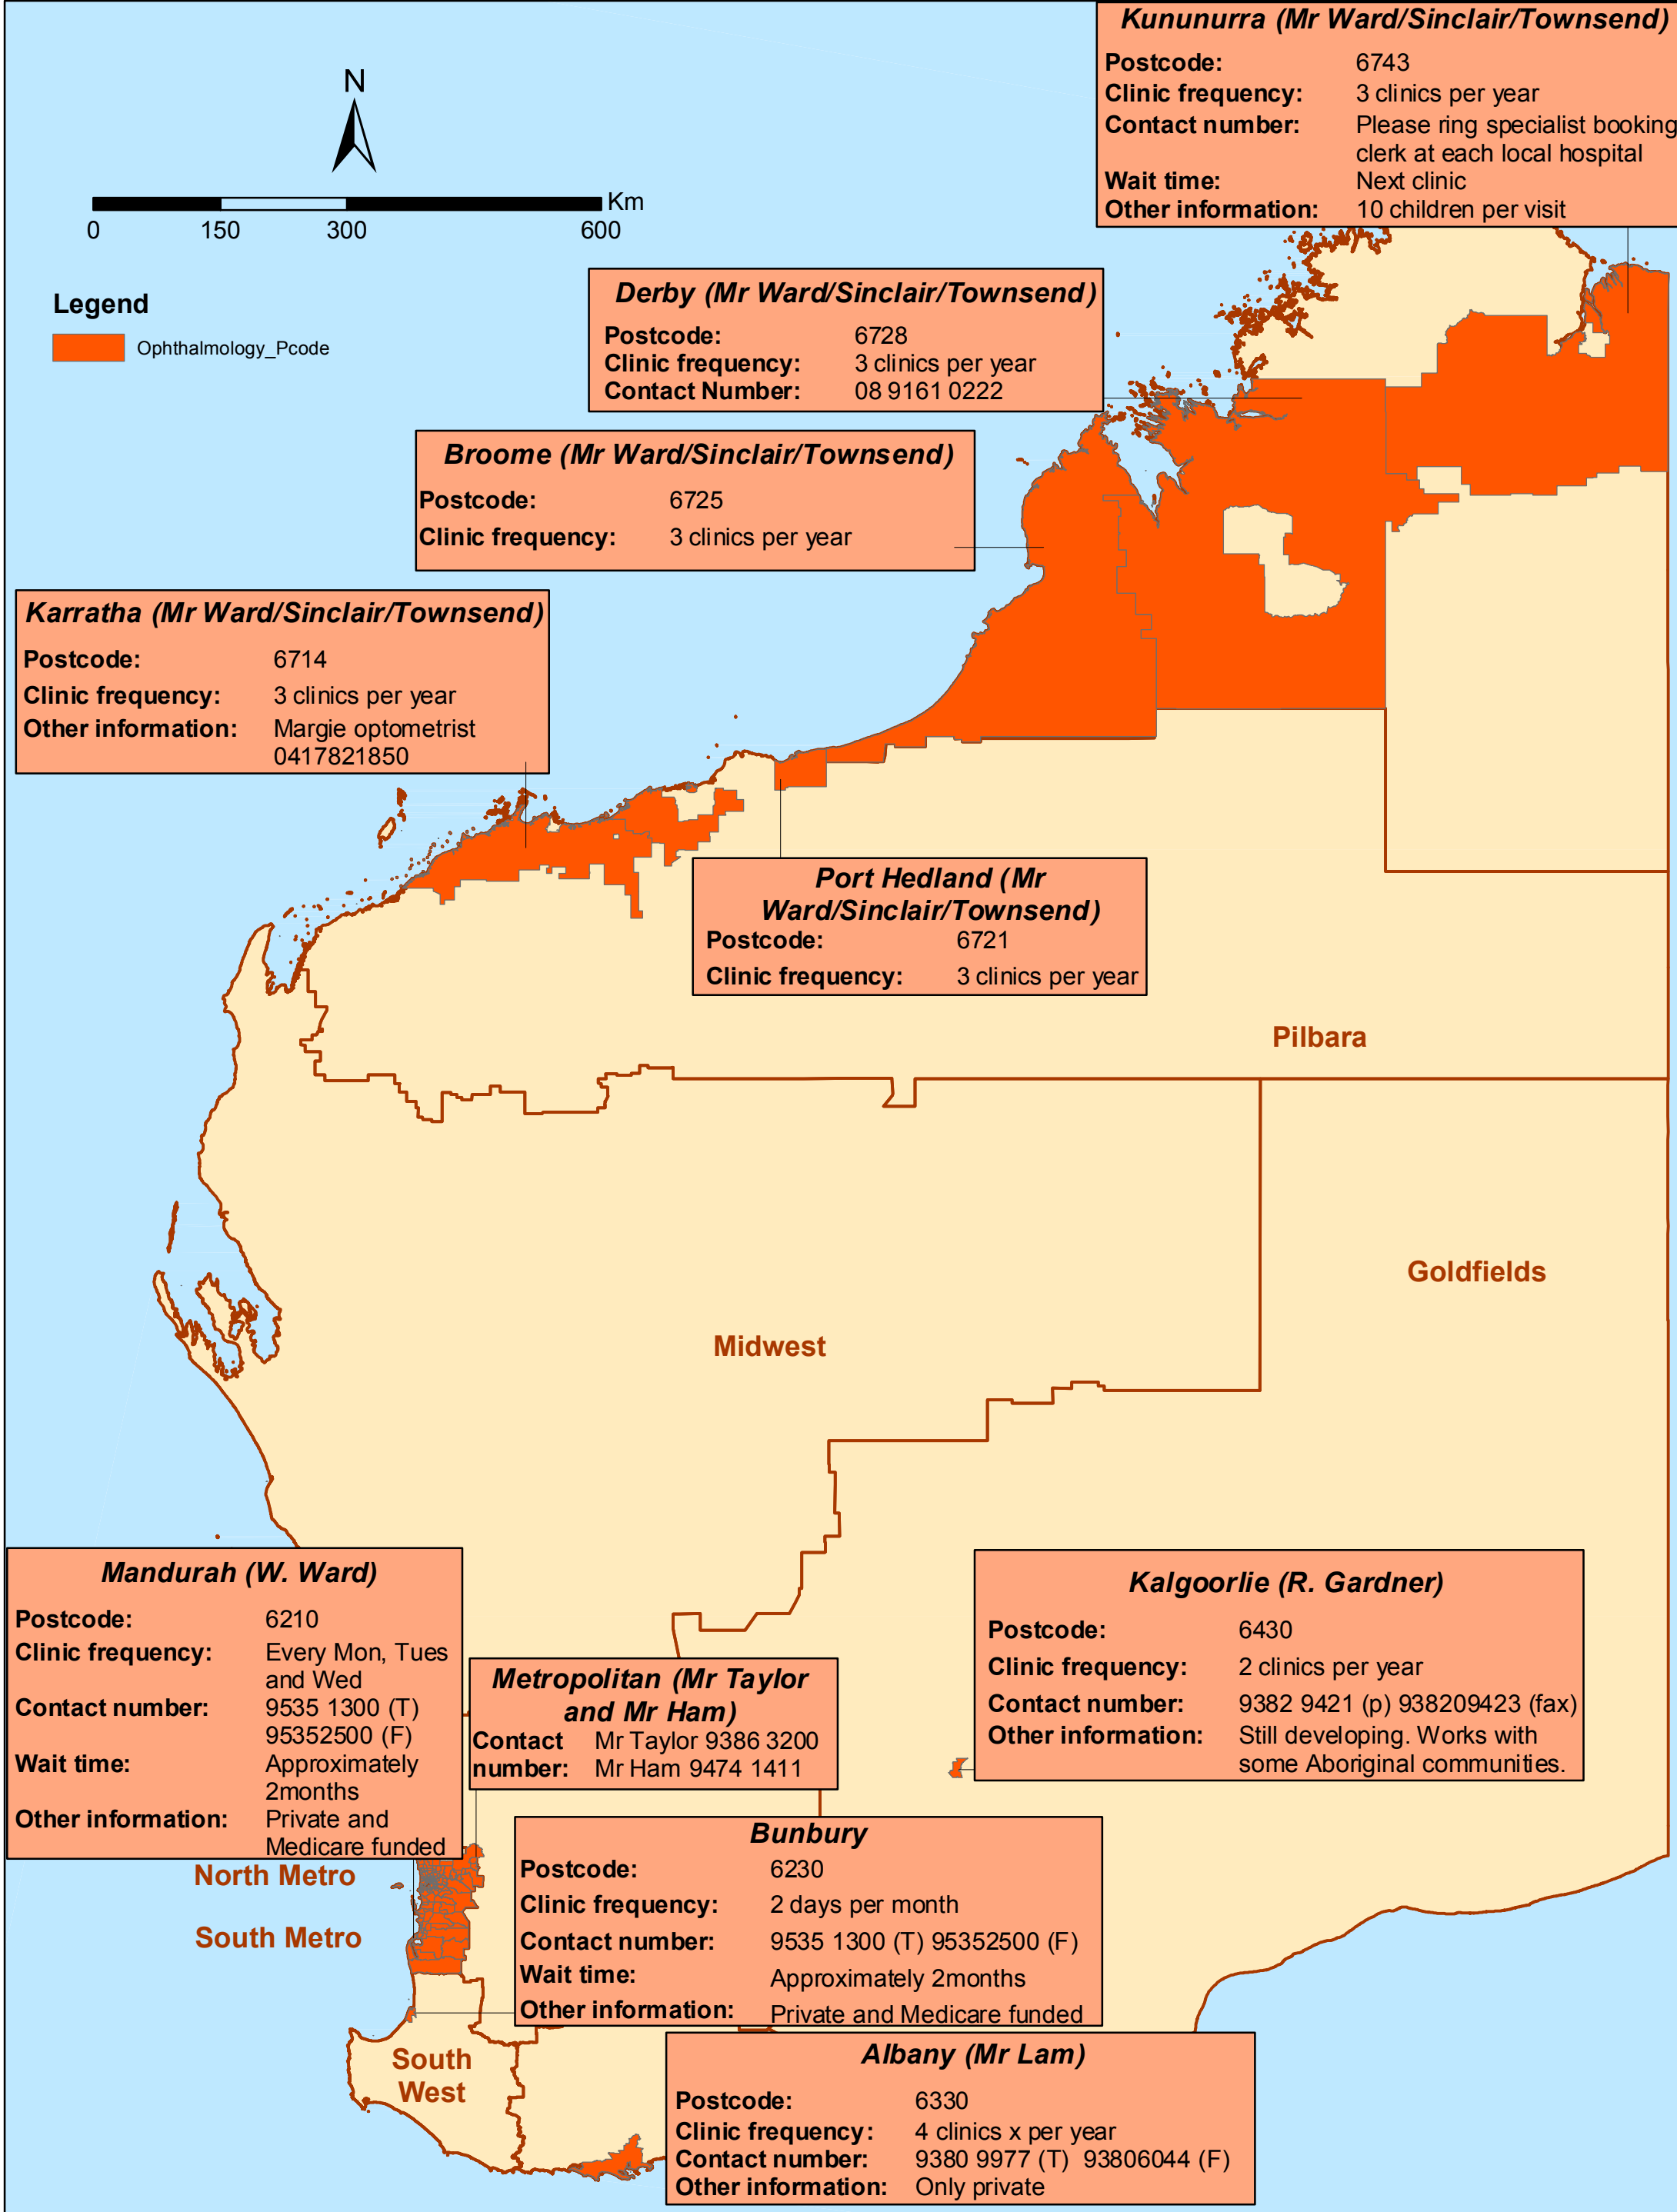 Kununurra (Mr Ward/Sinclair/Townsend)
Postcode: 6743
Clinic frequency: 3 clinics per year
Contact number: Please ring specialist booking
clerk at each local hospital
Wait time: Next clinic
Other information: 10 children per visit
N
Km
0 150 300 600
Legend
Ophthalmology_Pcode
Derby (Mr Ward/Sinclair/Townsend)
Postcode: 6728
Clinic frequency: 3 clinics per year
Contact Number: 08 9161 0222
Broome (Mr Ward/Sinclair/Townsend)
Postcode: 6725
Clinic frequency: 3 clinics per year
Karratha (Mr Ward/Sinclair/Townsend)
Postcode: 6714
Clinic frequency: 3 clinics per year
Other information: Margie optometrist
0417821850
Port Hedland (Mr
Ward/Sinclair/Townsend)
Postcode: 6721
Clinic frequency: 3 clinics per year
Pilbara
Goldfields
Midwest
Mandurah (W. Ward)
Postcode: 6210
Clinic frequency: Every Mon, Tues
and Wed
Contact number: 9535 1300 (T)
95352500 (F)
Wait time: Approximately
2months
Other information: Private and
Medicare funded
Metropolitan (Mr Taylor
and Mr Ham)
Contact Mr Taylor 9386 3200
number: Mr Ham 9474 1411
Kalgoorlie (R. Gardner)
Postcode: 6430
Clinic frequency: 2 clinics per year
Contact number: 9382 9421 (p) 938209423 (fax)
Other information: Still developing. Works with
some Aboriginal communities.
North Metro
South Metro
Bunbury
Postcode: 6230
Clinic frequency: 2 days per month
Contact number: 9535 1300 (T) 95352500 (F)
Wait time: Approximately 2months
Other information: Private and Medicare funded
South
West
Albany (Mr Lam)
Postcode: 6330
Clinic frequency: 4 clinics x per year
Contact number: 9380 9977 (T) 93806044 (F)
Other information: Only private